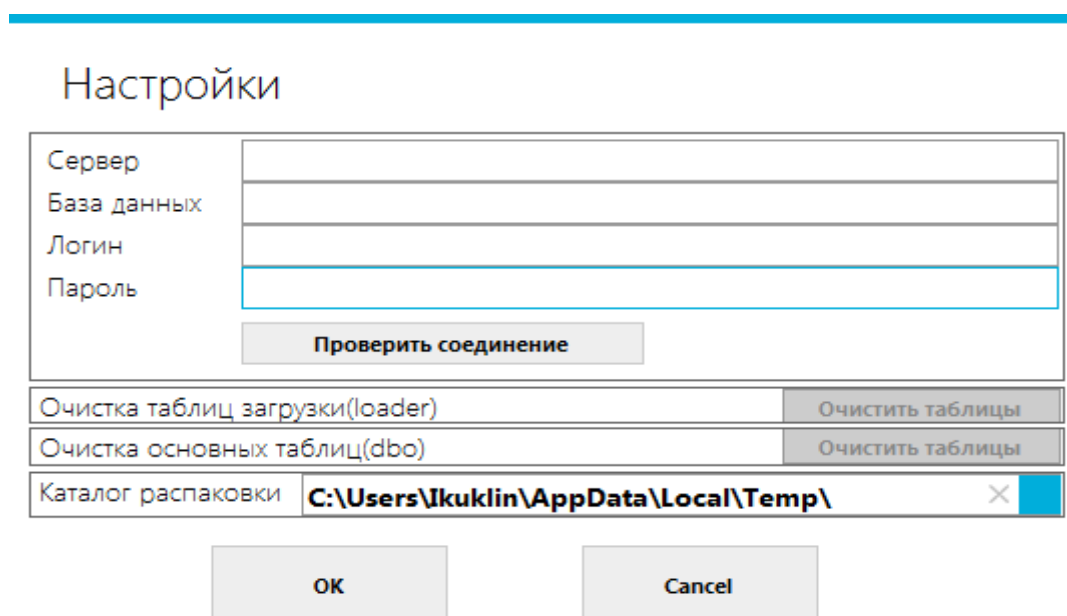 Настройки
Сервер
База данных
Логин
Пароль
Проверить соединение
Очистка таблиц загрузки(loader) Очистить таблицы
Очистка основных таблиц(dbo) Очистить таблицы
Каталог распаковки C:\Users\Ikuklin\AppData\Local\Temp\
OK Cancel